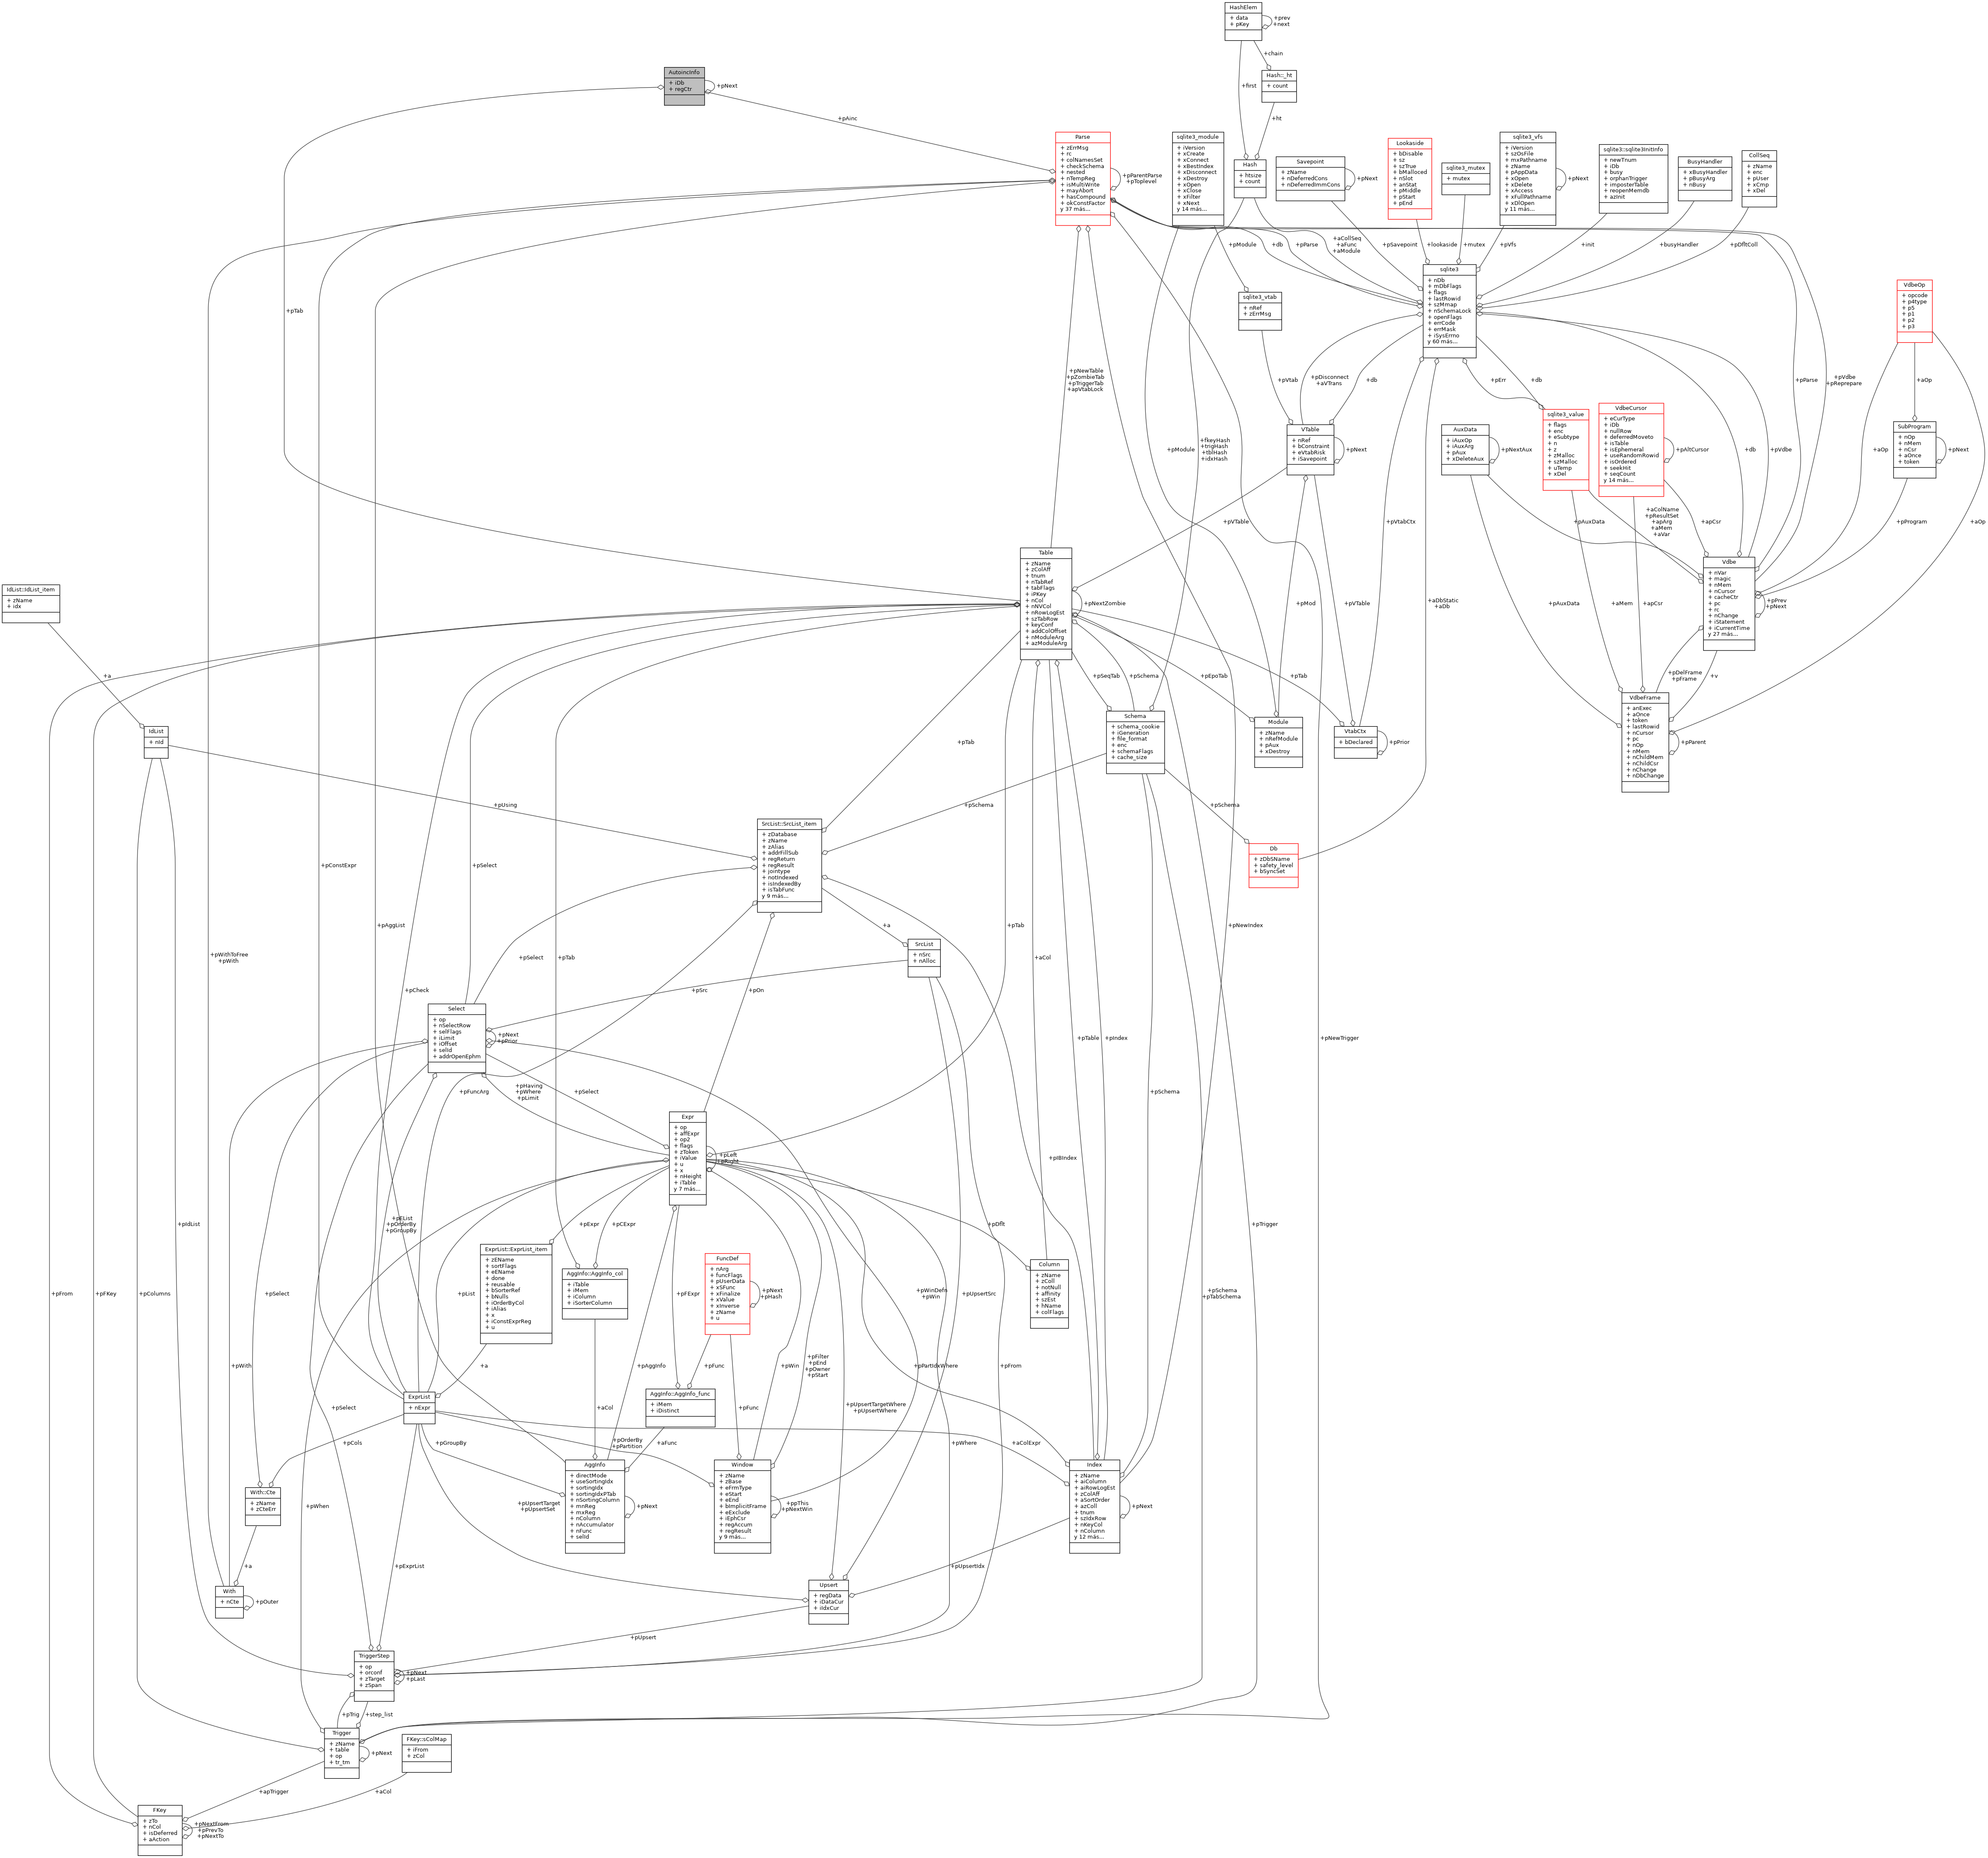 HashElem
+ data
+ pKey
+prev
+next
+chain
+first
Hash::_ht
+ count
+ht
AutoincInfo
+ iDb
+ regCtr
+pNext
+pAinc
Parse
+ zErrMsg
+ rc
+ colNamesSet
+ checkSchema
+ nested
+ nTempReg
+ isMultiWrite
+ mayAbort
+ hasCompound
+ okConstFactor
y 37 más...
+pParentParse
+pToplevel
sqlite3_module
+ iVersion
+ xCreate
+ xConnect
+ xBestIndex
+ xDisconnect
+ xDestroy
+ xOpen
+ xClose
+ xFilter
+ xNext
y 14 más...
Hash
+ htsize
+ count
Savepoint
+ zName
+ nDeferredCons
+ nDeferredImmCons
+pNext
Lookaside
+ bDisable
+ sz
+ szTrue
+ bMalloced
+ nSlot
+ anStat
+ pMiddle
+ pStart
+ pEnd
sqlite3_mutex
+ mutex
sqlite3_vfs
+ iVersion
+ szOsFile
+ mxPathname
+ zName
+ pAppData
+ xOpen
+ xDelete
+ xAccess
+ xFullPathname
+ xDlOpen
y 11 más...
+pNext
sqlite3::sqlite3InitInfo
+ newTnum
+ iDb
+ busy
+ orphanTrigger
+ imposterTable
+ reopenMemdb
+ azInit
BusyHandler
+ xBusyHandler
+ pBusyArg
+ nBusy
CollSeq
+ zName
+ enc
+ pUser
+ xCmp
+ xDel
+pModule
+db
+pParse
+aCollSeq
+aFunc
+aModule
+pSavepoint
+lookaside
+mutex
+pVfs
+init
+busyHandler
+pDfltColl
sqlite3
+ nDb
+ mDbFlags
+ flags
+ lastRowid
+ szMmap
+ nSchemaLock
+ openFlags
+ errCode
+ errMask
+ iSysErrno
y 60 más...
sqlite3_vtab
+ nRef
+ zErrMsg
VdbeOp
+ opcode
+ p4type
+ p5
+ p1
+ p2
+ p3
+pTab
+pNewTable
+pZombieTab
+pTriggerTab
+apVtabLock
+pVtab
+pDisconnect
+aVTrans
+db
+pErr
+db
+pParse
+pVdbe
+pReprepare
+aOp
sqlite3_value
+ flags
+ enc
+ eSubtype
+ n
+ z
+ zMalloc
+ szMalloc
+ uTemp
+ xDel
VdbeCursor
+ eCurType
+ iDb
+ nullRow
+ deferredMoveto
+ isTable
+ isEphemeral
+ useRandomRowid
+ isOrdered
+ seekHit
+ seqCount
y 14 más...
+pAltCursor
AuxData
+ iAuxOp
+ iAuxArg
+ pAux
+ xDeleteAux
+pNextAux
VTable
+ nRef
+ bConstraint
+ eVtabRisk
+ iSavepoint
+pNext
SubProgram
+ nOp
+ nMem
+ nCsr
+ aOnce
+ token
+pNext
+pModule
+fkeyHash
+trigHash
+tblHash
+idxHash
+db
+pVdbe
+aOp
+pVTable
+pVtabCtx
+pAuxData
+aColName
+pResultSet
+apArg
+aMem
+aVar
+apCsr
+pProgram
+aOp
Table
+ zName
+ zColAff
+ tnum
+ nTabRef
+ tabFlags
+ iPKey
+ nCol
+ nNVCol
+ nRowLogEst
+ szTabRow
+ keyConf
+ addColOffset
+ nModuleArg
+ azModuleArg
+pNextZombie
Vdbe
+ nVar
+ magic
+ nMem
+ nCursor
+ cacheCtr
+ pc
+ rc
+ nChange
+ iStatement
+ iCurrentTime
y 27 más...
+pPrev
+pNext
IdList::IdList_item
+ zName
+ idx
+pMod
+pVTable
+aDbStatic
+aDb
+pAuxData
+aMem
+apCsr
+a
+pSeqTab
+pSchema
+pEpoTab
+pTab
+pDelFrame
+pFrame
+v
VdbeFrame
+ anExec
+ aOnce
+ token
+ lastRowid
+ nCursor
+ pc
+ nOp
+ nMem
+ nChildMem
+ nChildCsr
+ nChange
+ nDbChange
+pParent
Schema
+ schema_cookie
+ iGeneration
+ file_format
+ enc
+ schemaFlags
+ cache_size
Module
+ zName
+ nRefModule
+ pAux
+ xDestroy
VtabCtx
+ bDeclared
+pPrior
IdList
+ nId
+pTab
+pUsing
+pSchema
+pSchema
SrcList::SrcList_item
+ zDatabase
+ zName
+ zAlias
+ addrFillSub
+ regReturn
+ regResult
+ jointype
+ notIndexed
+ isIndexedBy
+ isTabFunc
y 9 más...
Db
+ zDbSName
+ safety_level
+ bSyncSet
+pConstExpr
+pSelect
+pAggList
+a
+pTab
+pNewIndex
SrcList
+ nSrc
+ nAlloc
+pWithToFree
+pWith
+pSelect
+pTab
+aCol
+pCheck
+pSrc
+pOn
Select
+ op
+ nSelectRow
+ selFlags
+ iLimit
+ iOffset
+ selId
+ addrOpenEphm
+pNext
+pPrior
+pTable
+pIndex
+pNewTrigger
+pFuncArg
+pHaving
+pWhere
+pLimit
+pSelect
+pSchema
Expr
+ op
+ affExpr
+ op2
+ flags
+ zToken
+ iValue
+ u
+ x
+ nHeight
+ iTable
y 7 más...
+pLeft
+pRight
+ptBIndex
+pIdList
+pEList
+pOrderBy
+pGroupBy
+pExpr
+pCExpr
+pDflt
+pTrigger
ExprList::ExprList_item
+ zEName
+ sortFlags
+ eEName
+ done
+ reusable
+ bSorterRef
+ bNulls
+ iOrderByCol
+ iAlias
+ x
+ iConstExprReg
+ u
AggInfo::AggInfo_col
+ iTable
+ iMem
+ iColumn
+ iSorterColumn
FuncDef
+ nArg
+ funcFlags
+ pUserData
+ xSFunc
+ xFinalize
+ xValue
+ xInverse
+ zName
+ u
+pNext
+pHash
Column
+ zName
+ zColl
+ notNull
+ affinity
+ szEst
+ hName
+ colFlags
+pFrom
+pFKey
+pColumns
+pSelect
+pList
+pFExpr
+pWinDefn
+pWin
+pUpsertSrc
+pSchema
+pTabSchema
+pWith
+a
+pAggInfo
+pFunc
+pWin
+pFilter
+pEnd
+pOwner
+pStart
+pPartIdxWhere
+pFrom
ExprList
+ nExpr
AggInfo::AggInfo_func
+ iMem
+ iDistinct
+pSelect
+aCol
+pFunc
+pUpsertTargetWhere
+pUpsertWhere
+pCols
+pGroupBy
+pOrderBy
+pPartition
+aFunc
+pWhere
+aColExpr
AggInfo
+ directMode
+ useSortingIdx
+ sortingIdx
+ sortingIdxPTab
+ nSortingColumn
+ mnReg
+ mxReg
+ nColumn
+ nAccumulator
+ nFunc
+ selId
+pNext
Window
+ zName
+ zBase
+ eFrmType
+ eStart
+ eEnd
+ bImplicitFrame
+ eExclude
+ iEphCsr
+ regAccum
+ regResult
y 9 más...
+ppThis
+pNextWin
Index
+ zName
+ aiColumn
+ aiRowLogEst
+ zColAff
+ aSortOrder
+ azColl
+ tnum
+ szIdxRow
+ nKeyCol
+ nColumn
y 12 más...
+pNext
With::Cte
+ zName
+ zCteErr
+pWhen
+pUpsertTarget
+pUpsertSet
+a
+pExprList
+pUpsertIdx
With
+ nCte
+pOuter
Upsert
+ regData
+ iDataCur
+ iIdxCur
+pUpsert
TriggerStep
+ op
+ orconf
+ zTarget
+ zSpan
+pNext
+pLast
+pTrig
+step_list
Trigger
+ zName
+ table
+ op
+ tr_tm
+pNext
FKey::sColMap
+ iFrom
+ zCol
+apTrigger
+aCol
FKey
+ zTo
+ nCol
+ isDeferred
+ aAction
+pNextFrom
+pPrevTo
+pNextTo